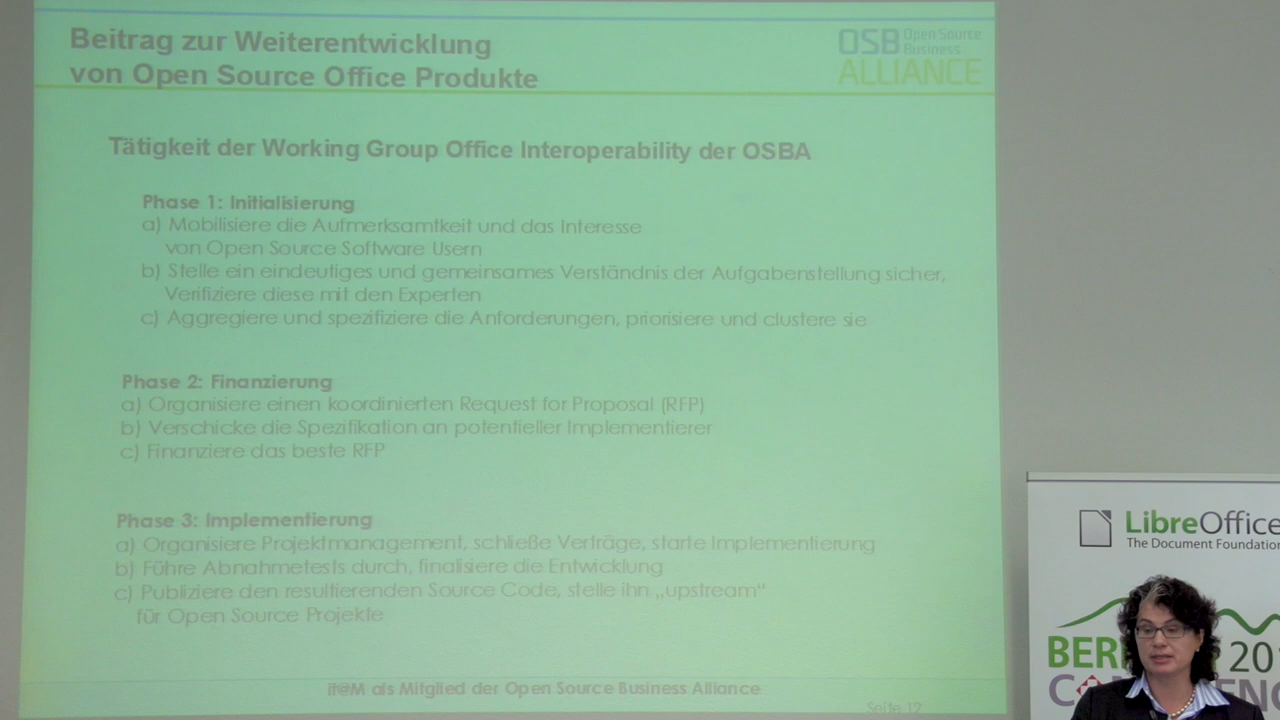 Beitrag zur Weiterentwicklung
von Open Source Office Produkte
OSB Open Source
Business
ALLIANCE
Tätigkeit der Working Group Office Interoperability der OSBA
Phase 1: Initialisierung
a) Mobilisiere die Aufmerksamtkeit und das Interesse
von Open Source Software Usern
b) Stelle ein eindeutiges und gemeinsames Verständnis der Aufgabenstellung sicher,
Verifiziere diese mit den Experten
c) Aggregiere und spezifiziere die Anforderungen, priorisiere und clustere sie
Phase 2: Finanzierung
a) Organisiere einen koordinierten Request for Proposal (RFP)
b) Verschicke die Spezifikation an potentieller Implementierer
c) Finanziere das beste RFP
Phase 3: Implementierung
a) Organisiere Projektmanagement, schließe Verträge, starte Implementierung
b) Führe Abnahmetests durch, finalisiere die Entwicklung
c) Publiziere den resultierenden Source Code, stelle ihn „upstream“
für Open Source Projekte
it@M als Mitglied der Open Source Business Alliance
Seite 12
LibreOffice
The Document Foundation